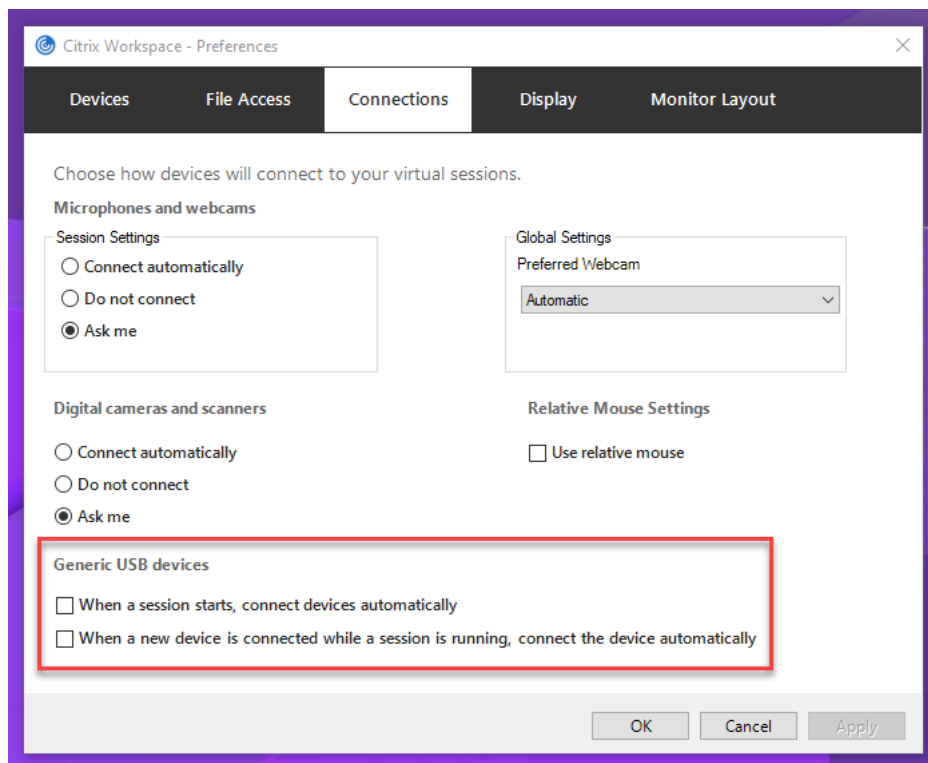 Citrix Workspace - Preferences
Devices
File Access
Connections
Display
Monitor Layout
Choose how devices will connect to your virtual sessions.
Microphones and webcams
Session Settings
Connect automatically
Do not connect
Ask me
Global Settings
Preferred Webcam
Automatic
Digital cameras and scanners
Connect automatically
Do not connect
Ask me
Relative Mouse Settings
Use relative mouse
Generic USB devices
When a session starts, connect devices automatically
When a new device is connected while a session is running, connect the device automatically
OK
Cancel
Apply